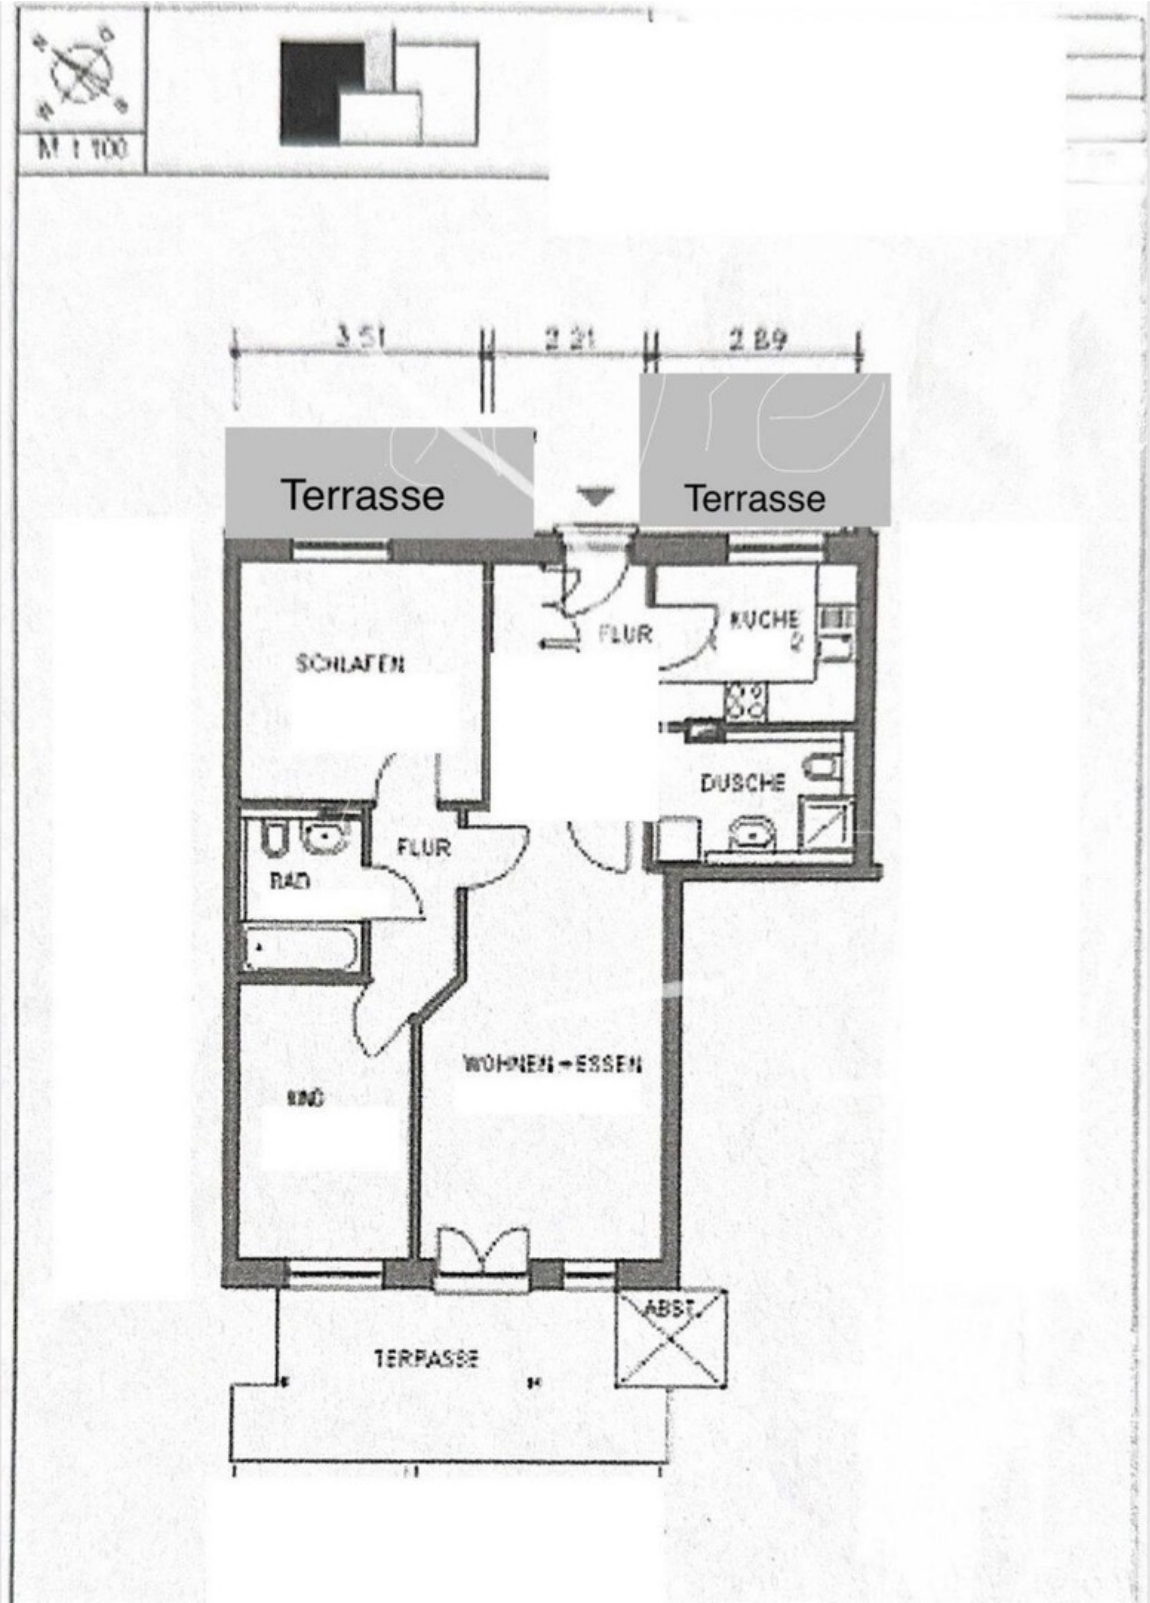 N O
W S
M 1 100
3 51 2 21 2 89
Terrasse
Terrasse
FLUR
KÜCHE
SCHLAFEN
DUSCHE
FLUR
BAD
WOHNEN + ESSEN
KIND
ABST.
TERRASSE